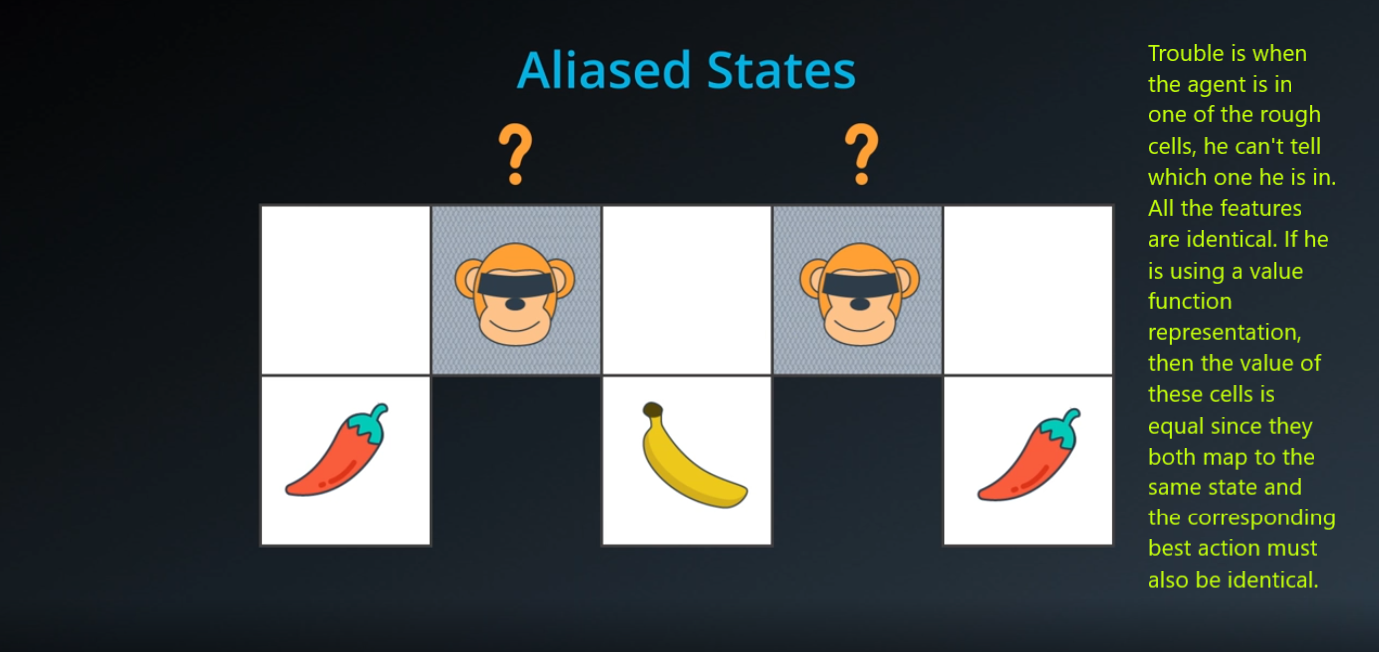 Aliased States
? ?
Trouble is when
the agent is in
one of the rough
cells, he can't tell
which one he is in.
All the features
are identical. If he
is using a value
function
representation,
then the value of
these cells is
equal since they
both map to the
same state and
the corresponding
best action must
also be identical.